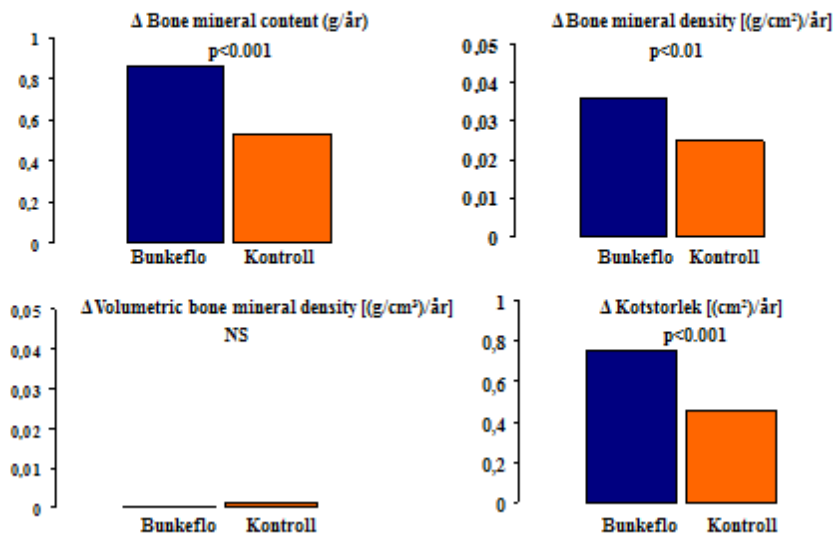 Δ Bone mineral content (g/år)
p<0.001
1
0,8
0,6
0,4
0,2
0
Bunkeflo Kontroll
Δ Bone mineral density [(g/cm²)/år]
p<0.01
0,05
0,04
0,03
0,02
0,01
0
Bunkeflo Kontroll
Δ Volumetric bone mineral density [(g/cm²)/år]
NS
0,05
0,04
0,03
0,02
0,01
0
Bunkeflo Kontroll
Δ Kotstorlek [(cm²)/år]
p<0.001
1
0,8
0,6
0,4
0,2
0
Bunkeflo Kontroll